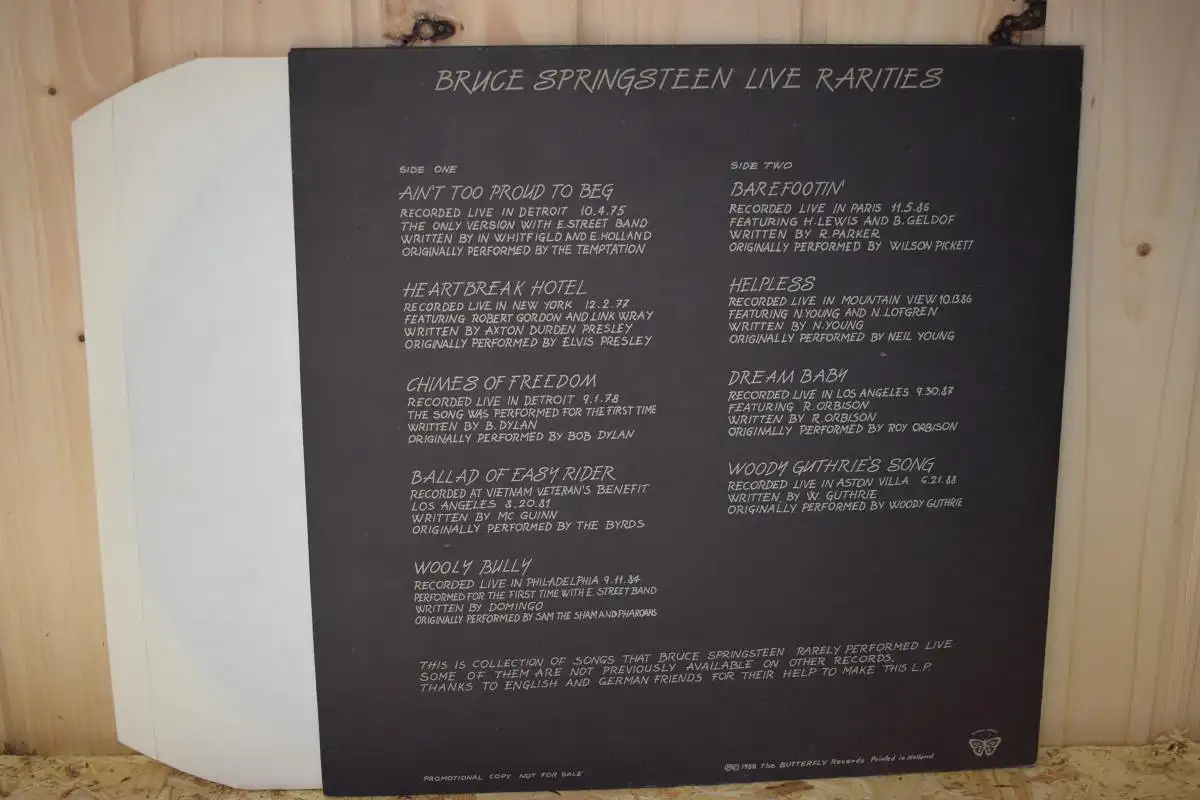 BRUCE SPRINGSTEEN LIVE RARITIES
SIDE ONE
AIN'T TOO PROUD TO BEG
RECORDED LIVE IN DETROIT 10.4.75
THE ONLY VERSION WITH E.STREET BAND
WRITTEN BY IN WHITFIGLD AND E.HOLLAND
ORIGINALLY PERFORMED BY THE TEMPTATION
HEARTBREAK HOTEL
RECORDED LIVE IN NEW YORK 12.2.77
FEATURING ROBERT GORDON AND LINK WRAY
WRITTEN BY AXTON DURDEN PRESLEY
ORIGINALLY PERFORMED BY ELVIS PRESLEY
CHIMES OF FREEDOM
RECORDED LIVE IN DETROIT 9.1.78
THE SONG WAS PERFORMED FOR THE FIRST TIME
WRITTEN BY B. DYLAN
ORIGINALLY PERFORMED BY BOB DYLAN
BALLAD OF EASY RIDER
RECORDED AT VIETNAM VETERAN'S BENEFIT
LOS ANGELES 8.20.81
WRITTEN BY MC GUINN
ORIGINALLY PERFORMED BY THE BYRDS
WOOLY BULLY
RECORDED LIVE IN PHILADELPHIA 9.11.84
PERFORMED FOR THE FIRST TIME WITH E. STREET BAND
WRITTEN BY DOMINGO
ORIGINALLY PERFORMED BY SAM THE SHAM AND PHAROANS
SIDE TWO
BAREFOOTIN'
RECORDED LIVE IN PARIS 11.5.86
FEATURING H.LEWIS AND B.GELDOF
WRITTEN BY R.PARKER
ORIGINALLY PERFORMED BY WILSON PICKETT
HELPLESS
RECORDED LIVE IN MOUNTAIN VIEW 10.13.86
FEATURING N.YOUNG AND N.LOFGREN
WRITTEN BY N.YOUNG
ORIGINALLY PERFORMED BY NEIL YOUNG
DREAM BABY
RECORDED LIVE IN LOS ANGELES 9.30.87
FEATURING R.ORBISON
WRITTEN BY R.ORBISON
ORIGINALLY PERFORMED BY ROY ORBISON
WOODY GUTHRIE'S SONG
RECORDED LIVE IN ASTON VILLA 6.21.88
WRITTEN BY W. GUTHRIE
ORIGINALLY PERFORMED BY WOODY GUTHRIE
THIS IS COLLECTION OF SONGS THAT BRUCE SPRINGSTEEN RARELY PERFORMED LIVE
SOME OF THEM ARE NOT PREVIOUSLY AVAILABLE ON OTHER RECORDS.
THANKS TO ENGLISH AND GERMAN FRIENDS FOR THEIR HELP TO MAKE THIS L.P.
PROMOTIONAL COPY NOT FOR SALE
©℗ 1988 The BUTTERFLY Records Printed in Holland